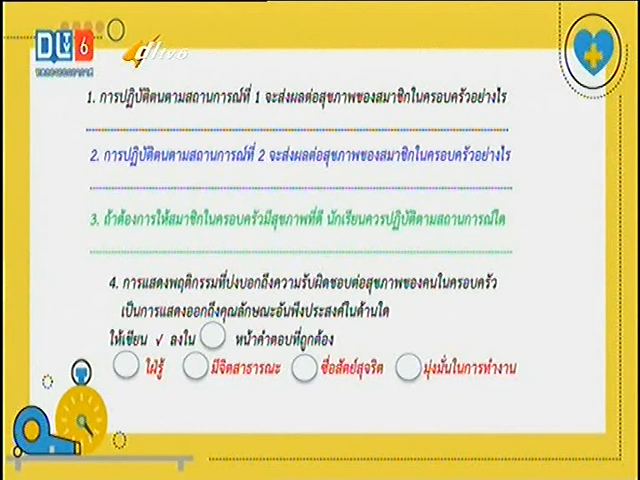 DLTV 6
dltv6
1. การปฏิบัติตนตามสถานการณ์ที่ 1 จะส่งผลต่อสุขภาพของสมาชิกในครอบครัวอย่างไร
2. การปฏิบัติตนตามสถานการณ์ที่ 2 จะส่งผลต่อสุขภาพของสมาชิกในครอบครัวอย่างไร
3. ถ้าต้องการให้สมาชิกในครอบครัวมีสุขภาพที่ดี นักเรียนควรปฏิบัติตามสถานการณ์ใด
4. การแสดงพฤติกรรมที่บ่งบอกถึงความรับผิดชอบต่อสุขภาพของคนในครอบครัว
เป็นการแสดงออกถึงคุณลักษณะอันพึงประสงค์ในด้านใด
ให้เขียน ✓ ลงใน หน้าคำตอบที่ถูกต้อง
ใฝ่รู้ มีจิตสาธารณะ ซื่อสัตย์สุจริต มุ่งมั่นในการทำงาน